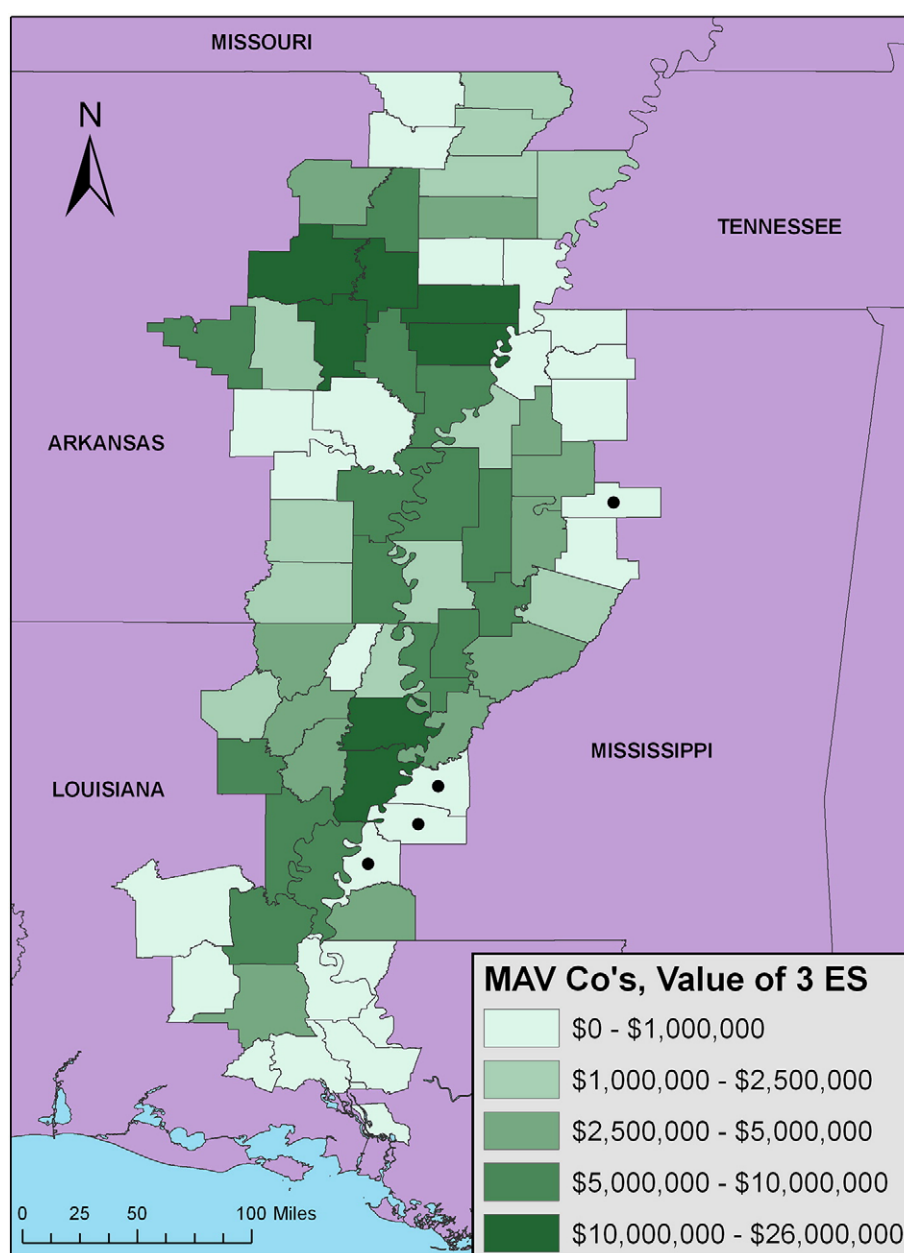 MISSOURI
N
TENNESSEE
ARKANSAS
MISSISSIPPI
LOUISIANA
MAV Co's, Value of 3 ES
$0 - $1,000,000
$1,000,000 - $2,500,000
$2,500,000 - $5,000,000
$5,000,000 - $10,000,000
$10,000,000 - $26,000,000
0 25 50 100 Miles